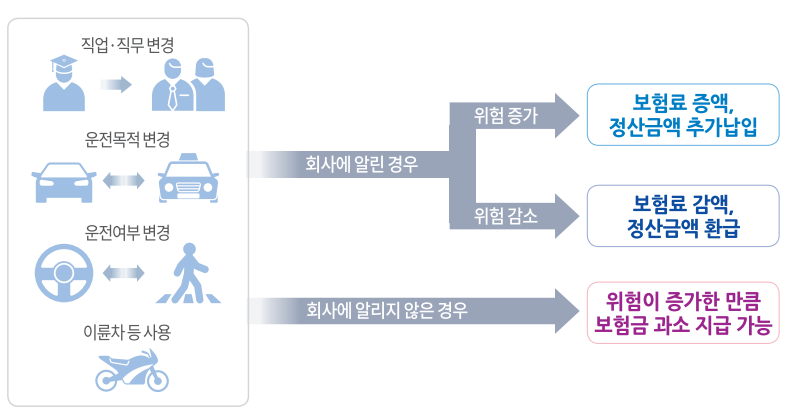 직업·직무 변경
운전목적 변경
운전여부 변경
이륜차 등 사용
회사에 알린 경우
위험 증가
보험료 증액,
정산금액 추가납입
위험 감소
보험료 감액,
정산금액 환급
회사에 알리지 않은 경우
위험이 증가한 만큼
보험금 과소 지급 가능